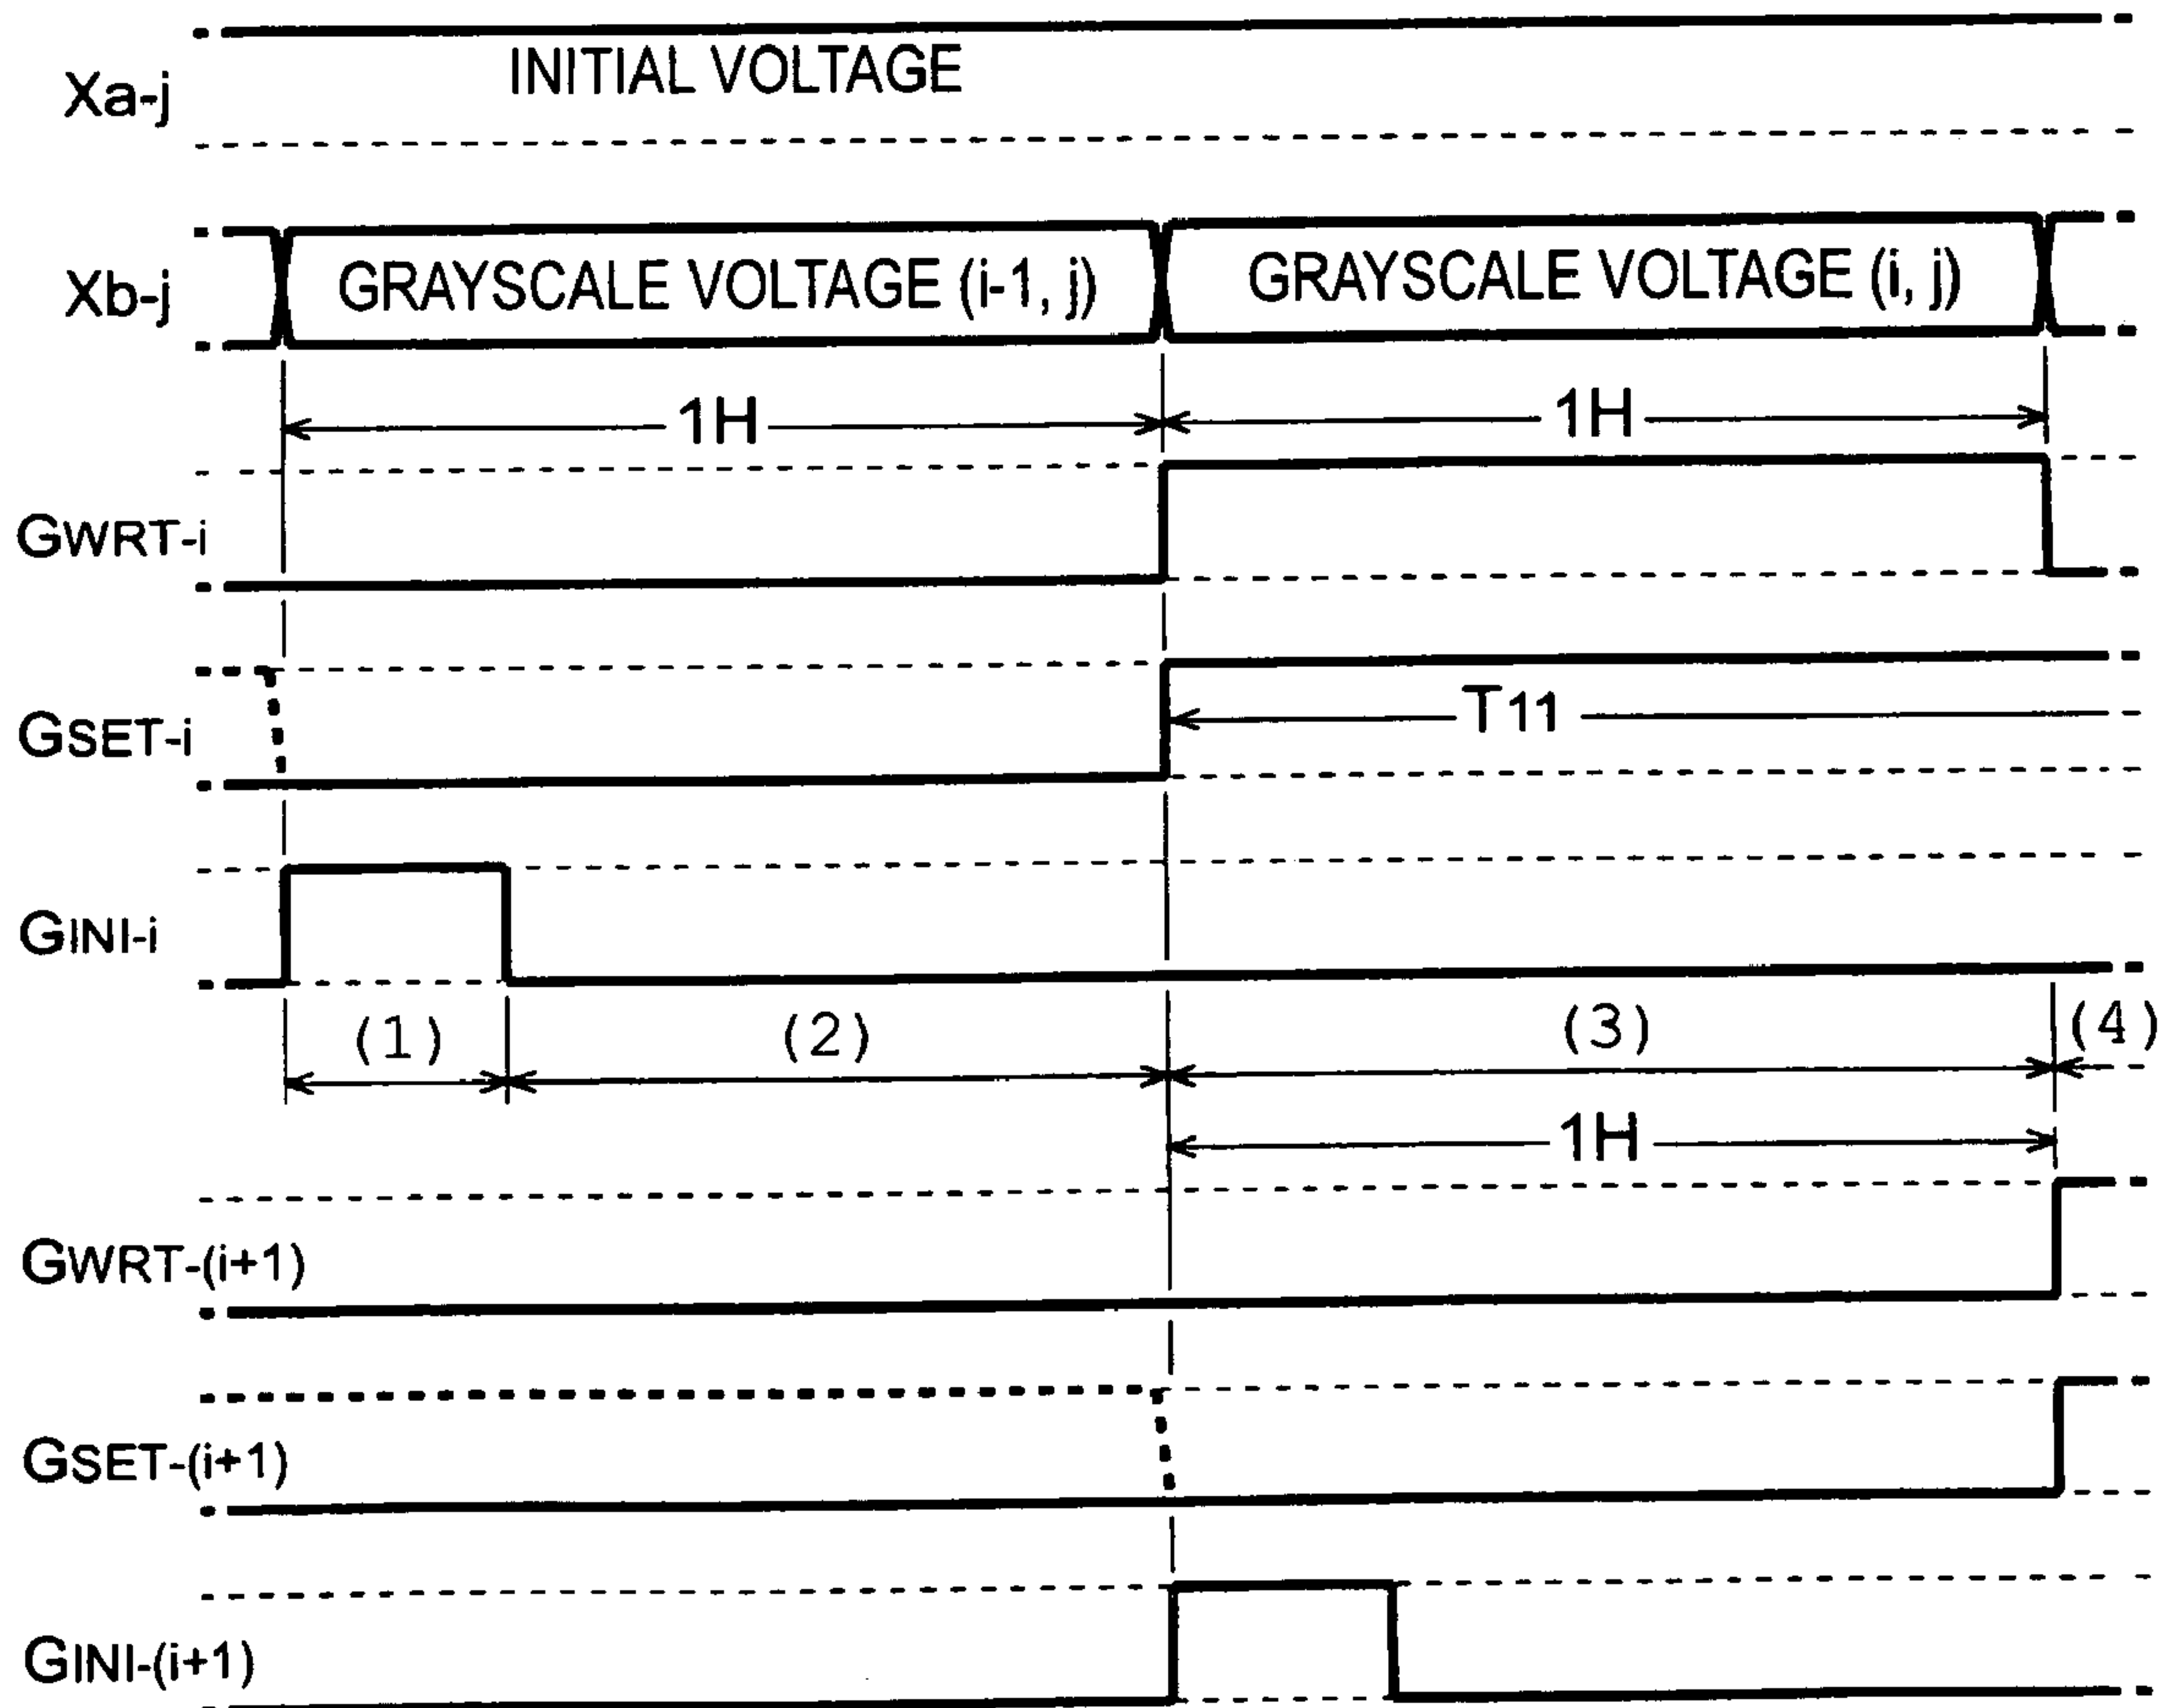 Xa-j
INITIAL VOLTAGE
Xb-j
GRAYSCALE VOLTAGE (i-1, j)
GRAYSCALE VOLTAGE (i, j)
1H
1H
GWRT-i
GSET-i
T11
GINI-i
(1)
(2)
(3)
(4)
1H
GWRT-(i+1)
GSET-(i+1)
GINI-(i+1)